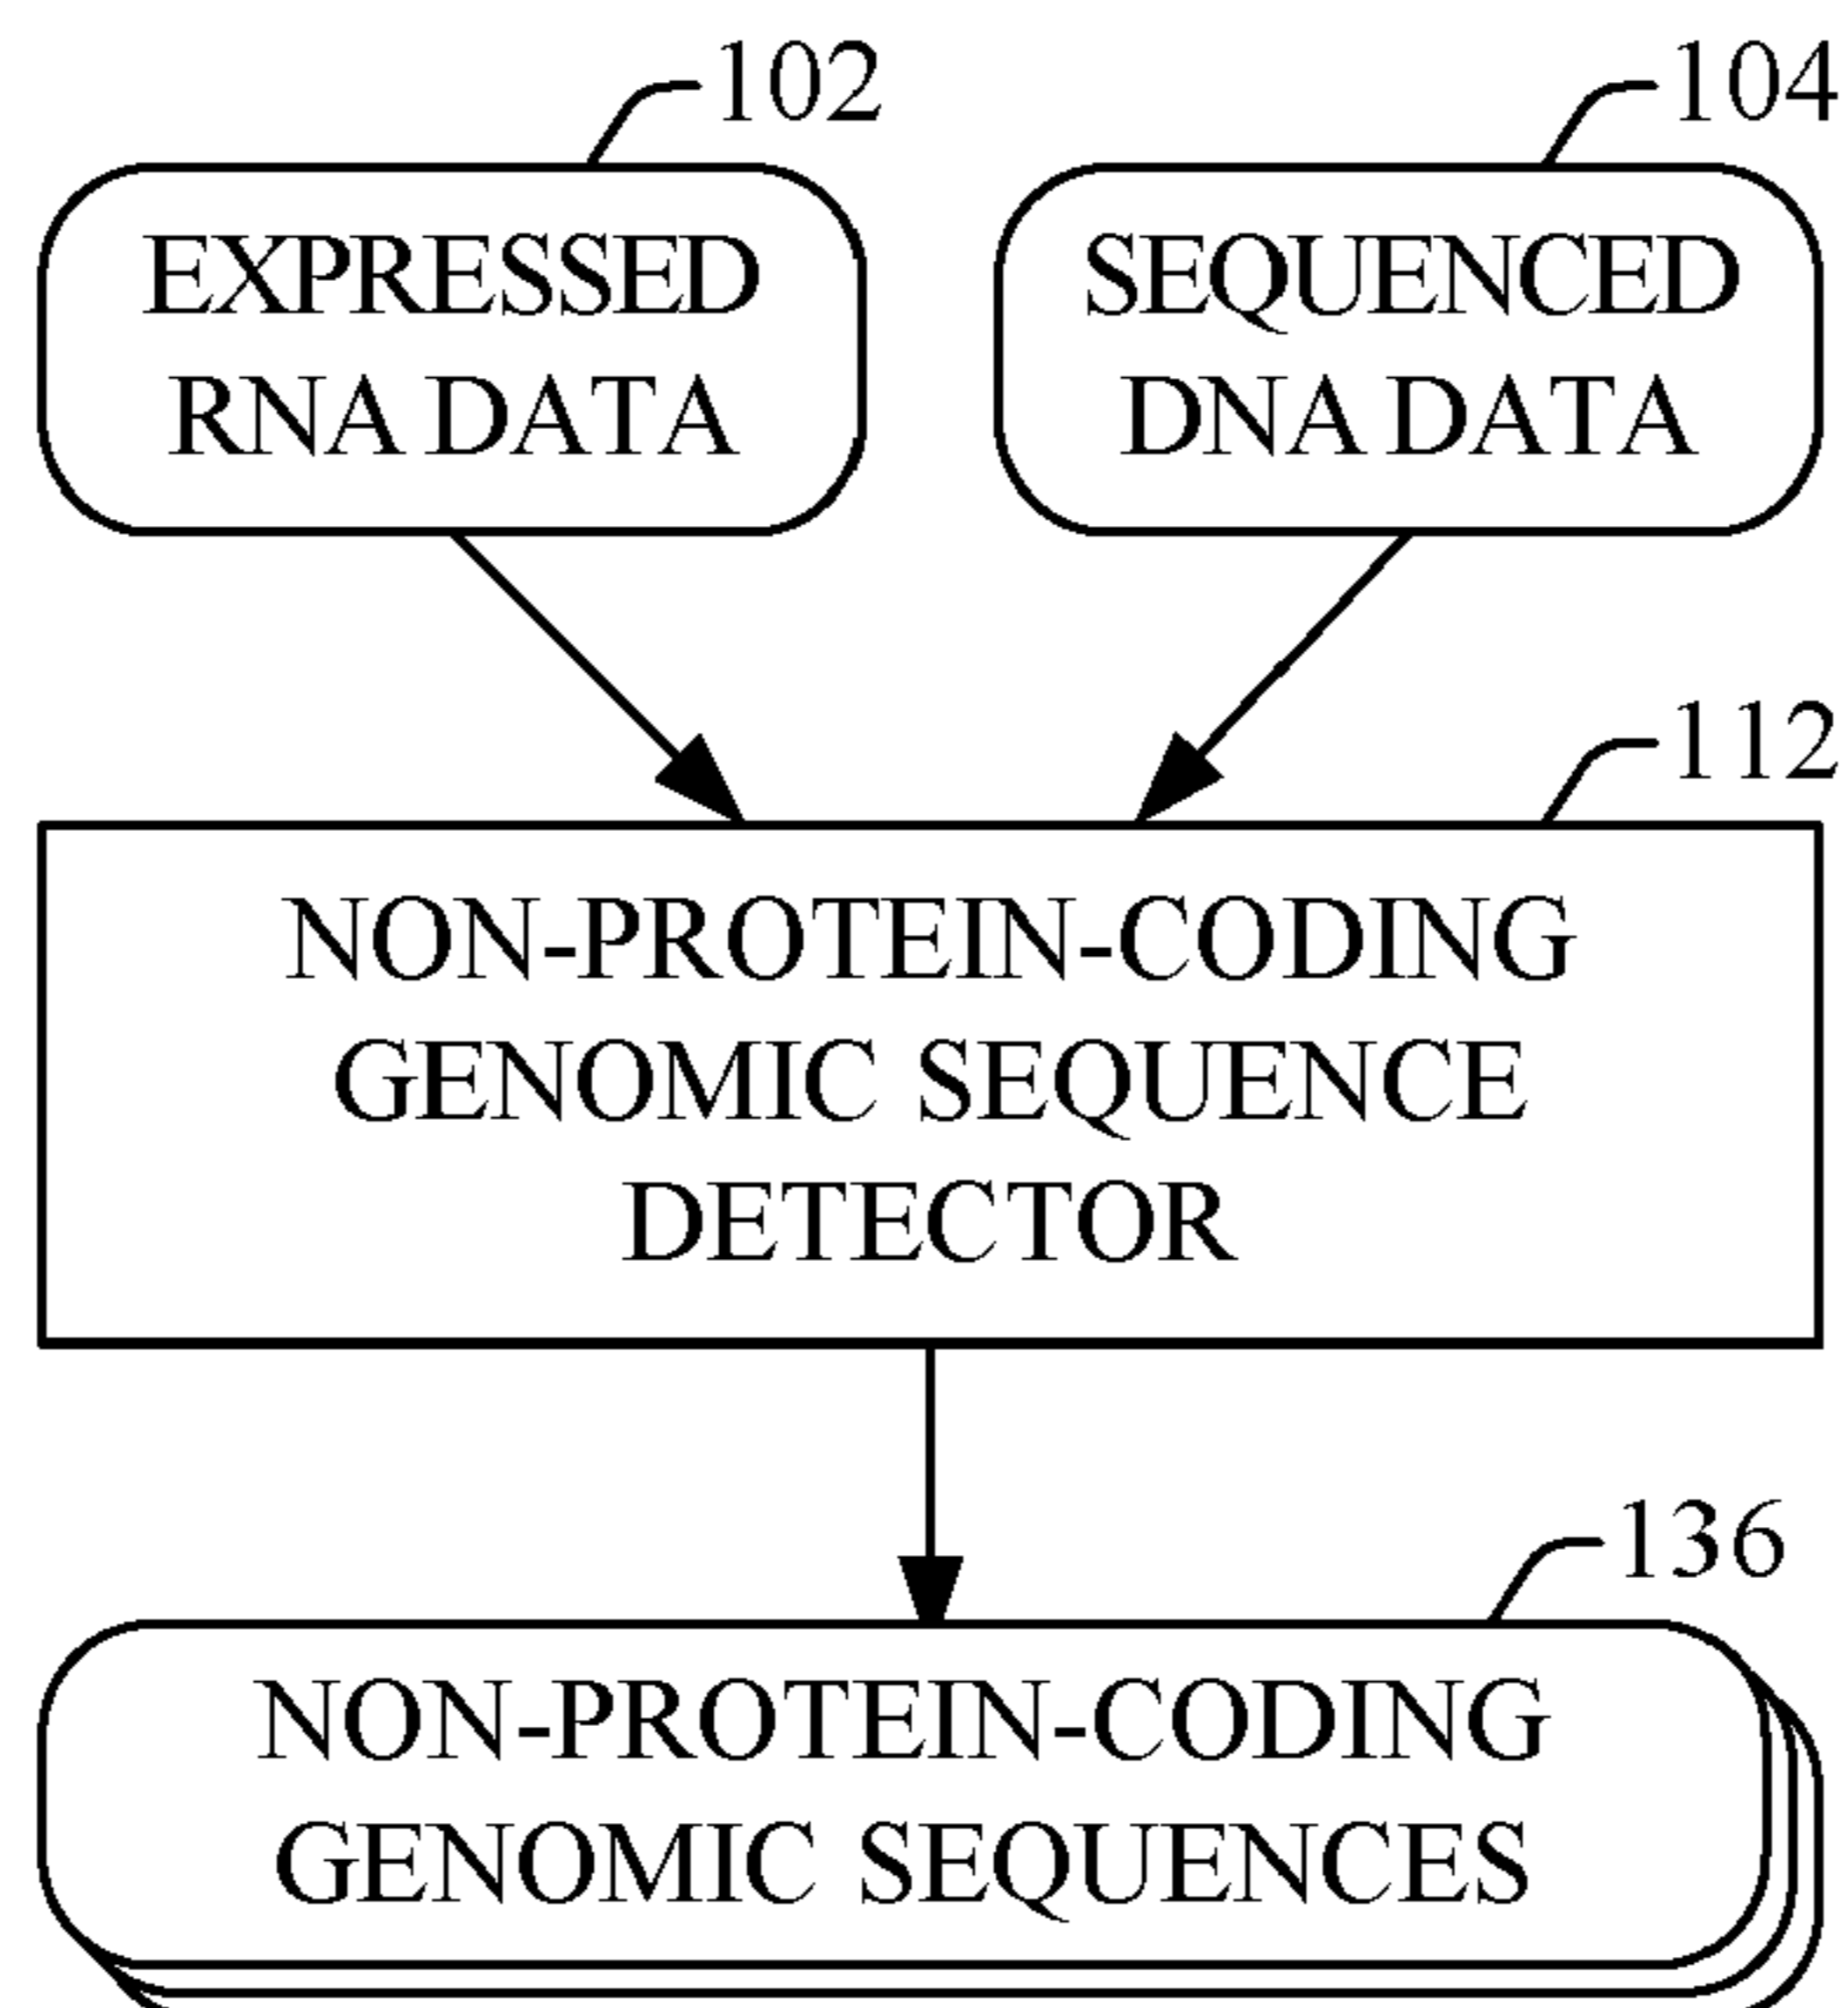 102
104
EXPRESSED
RNA DATA
SEQUENCED
DNA DATA
112
NON-PROTEIN-CODING
GENOMIC SEQUENCE
DETECTOR
136
NON-PROTEIN-CODING
GENOMIC SEQUENCES